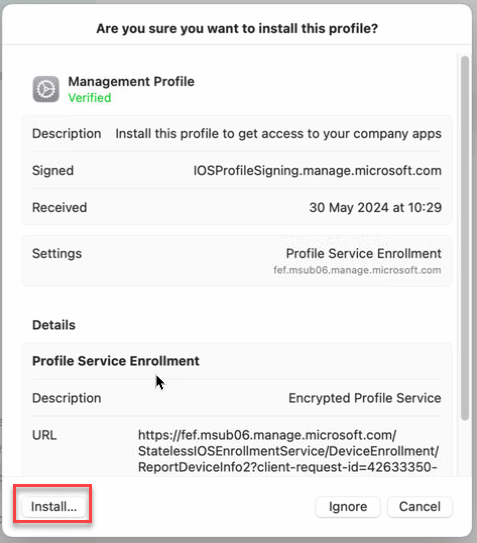 Are you sure you want to install this profile?
Management Profile
Verified
Description Install this profile to get access to your company apps
Signed IOSProfileSigning.manage.microsoft.com
Received 30 May 2024 at 10:29
Settings Profile Service Enrollment
fef.msub06.manage.microsoft.com
Details
Profile Service Enrollment
Description Encrypted Profile Service
URL https://fef.msub06.manage.microsoft.com/
StatelessIOSEnrollmentService/DeviceEnrollment/
ReportDeviceInfo2?client-request-id=42633350-
Install... Ignore Cancel